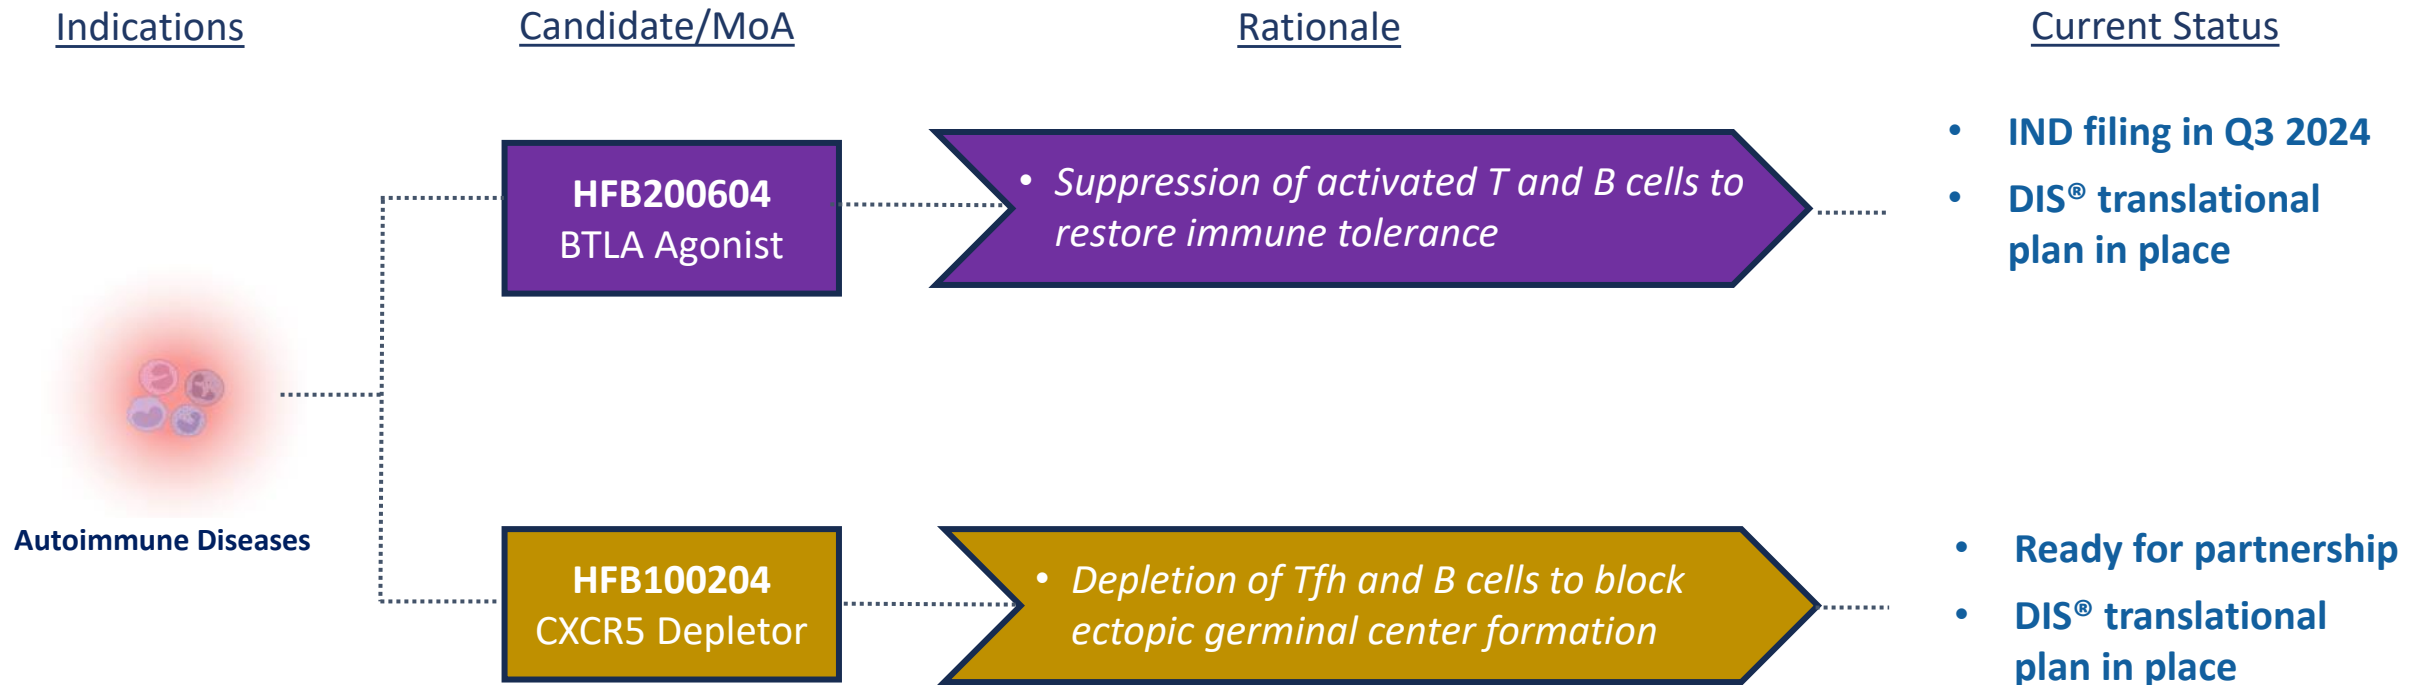 Indications
Candidate/MoA
Rationale
Current Status
HFB200604
BTLA Agonist
• Suppression of activated T and B cells to
restore immune tolerance
• IND filing in Q3 2024
• DIS® translational
plan in place
Autoimmune Diseases
HFB100204
CXCR5 Depletor
• Depletion of Tfh and B cells to block
ectopic germinal center formation
• Ready for partnership
• DIS® translational
plan in place